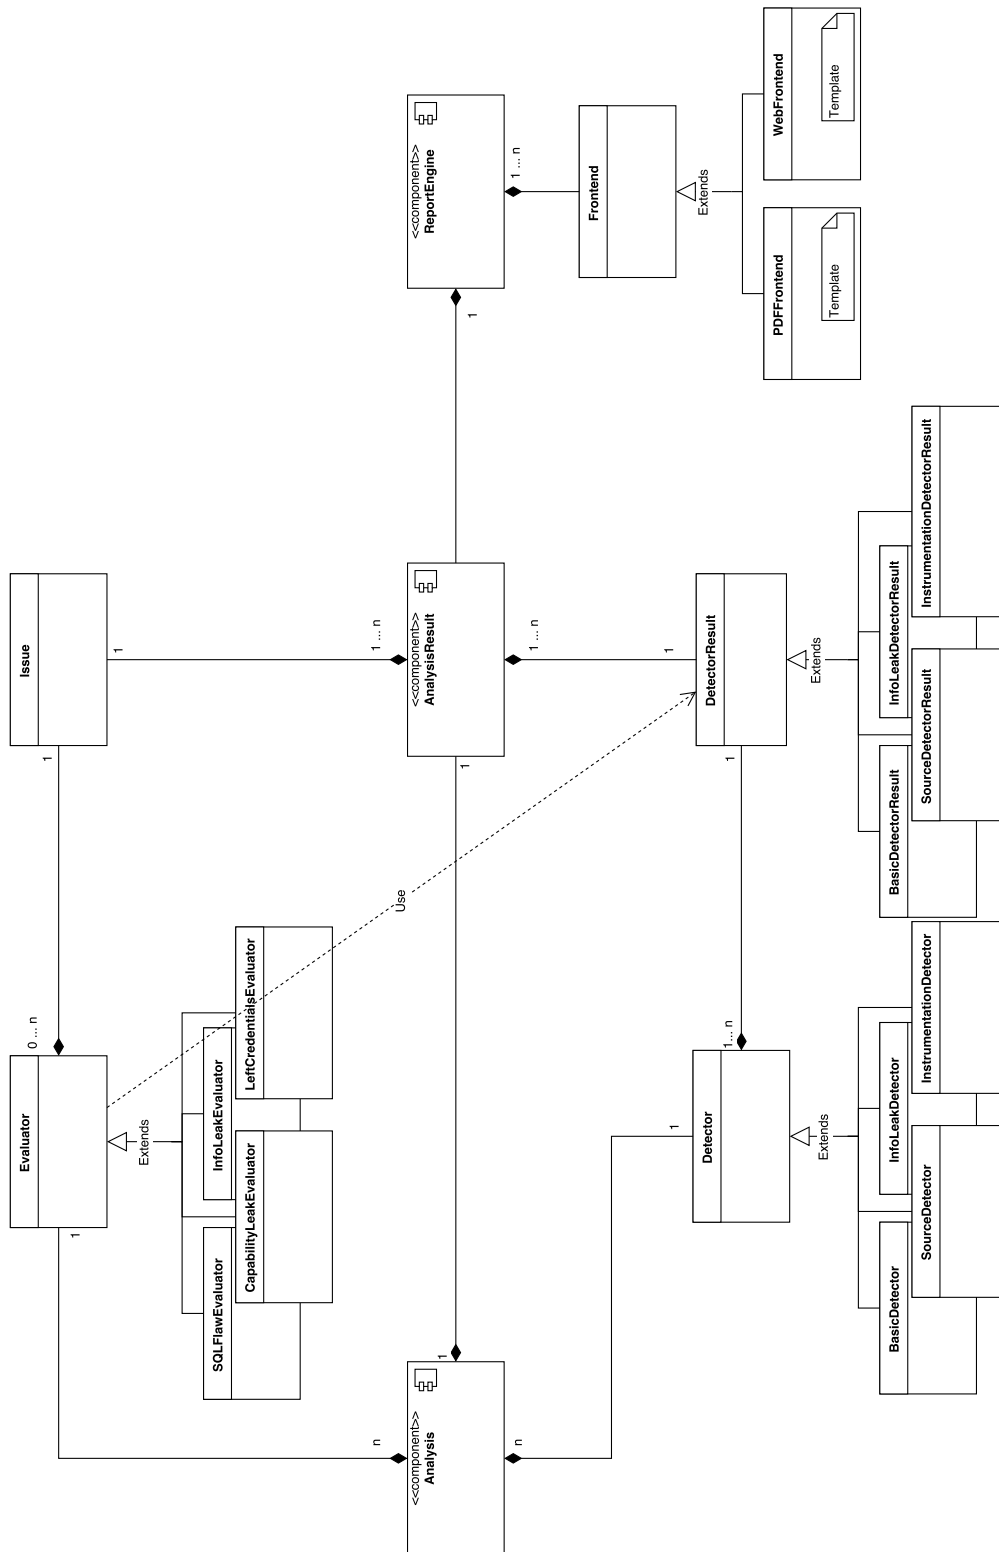 Evaluator
1
0 ... n
Extends
SQLFlawEvaluator
InfoLeakEvaluator
CapabilityLeakEvaluator
LeftCredentialsEvaluator
1
Issue
1
Use
n
<<component>>
Analysis
1
n
1
1 ... n
<<component>>
AnalysisResult
1 ... n
1
<<component>>
ReportEngine
1 ... n
Frontend
Extends
PDFFrontend
Template
WebFrontend
Template
1
Detector
1... n
Extends
BasicDetector
InfoLeakDetector
SourceDetector
InstrumentationDetector
1
1
DetectorResult
Extends
BasicDetectorResult
InfoLeakDetectorResult
SourceDetectorResult
InstrumentationDetectorResult